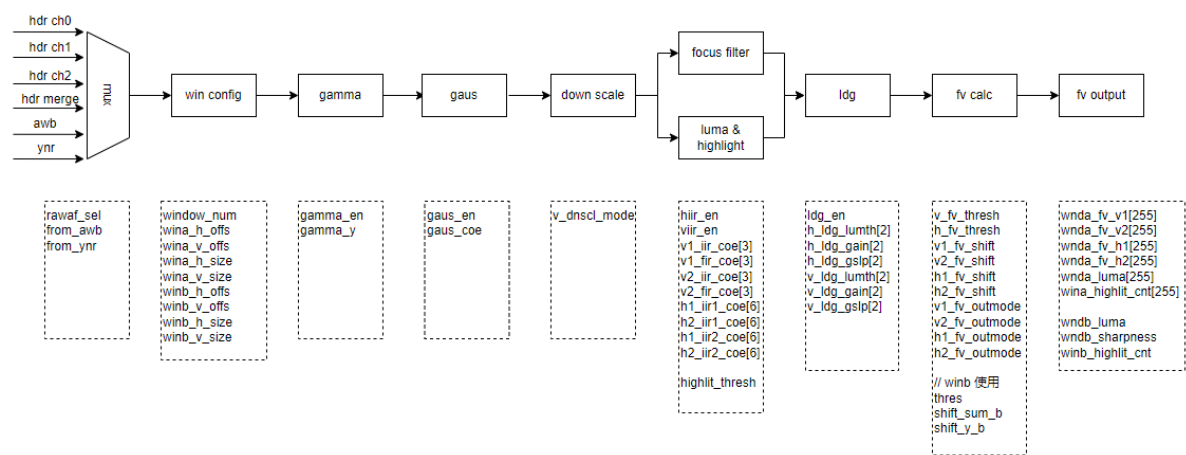 hdr ch0
hdr ch1
hdr ch2
hdr merge
awb
ynr
mux
win config
gamma
gaus
down scale
focus filter
luma &
highlight
ldg
fv calc
fv output
rawaf_sel
from_awb
from_ynr
window_num
wina_h_offs
wina_v_offs
wina_h_size
wina_v_size
winb_h_offs
winb_v_offs
winb_h_size
winb_v_size
gamma_en
gamma_y
gaus_en
gaus_coe
v_dnscl_mode
hiir_en
viir_en
v1_iir_coe[3]
v1_fir_coe[3]
v2_iir_coe[3]
v2_fir_coe[3]
h1_iir1_coe[6]
h2_iir1_coe[6]
h1_iir2_coe[6]
h2_iir2_coe[6]
highlit_thresh
ldg_en
h_ldg_lumth[2]
h_ldg_gain[2]
h_ldg_gslp[2]
v_ldg_lumth[2]
v_ldg_gain[2]
v_ldg_gslp[2]
v_fv_thresh
h_fv_thresh
v1_fv_shift
v2_fv_shift
h1_fv_shift
h2_fv_shift
v1_fv_outmode
v2_fv_outmode
h1_fv_outmode
h2_fv_outmode
// winb 使用
thres
shift_sum_b
shift_y_b
wnda_fv_v1[255]
wnda_fv_v2[255]
wnda_fv_h1[255]
wnda_fv_h2[255]
wnda_luma[255]
wina_highlit_cnt[255]
wndb_luma
wndb_sharpness
winb_highlit_cnt